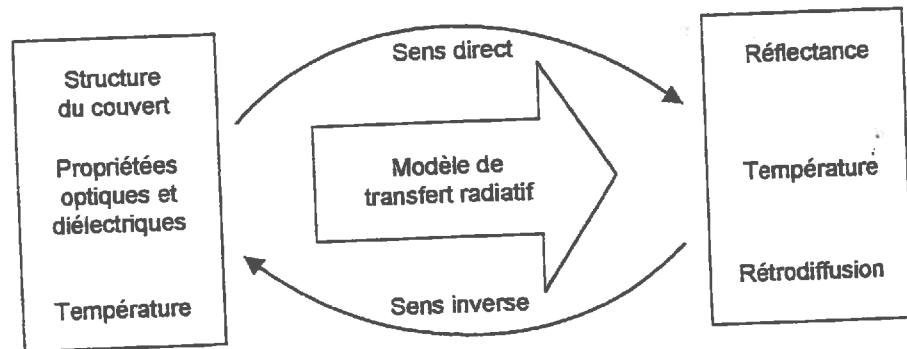 Structure
du couvert
Propriétées
optiques et
diélectriques
Température
Sens direct
Modèle de
transfert radiatif
Sens inverse
Réflectance
Température
Rétrodiffusion